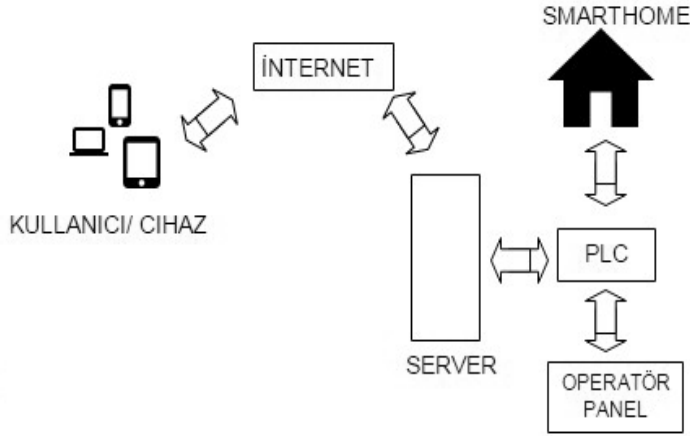 SMARTHOME
İNTERNET
KULLANICI/ CIHAZ
PLC
SERVER
OPERATÖR
PANEL